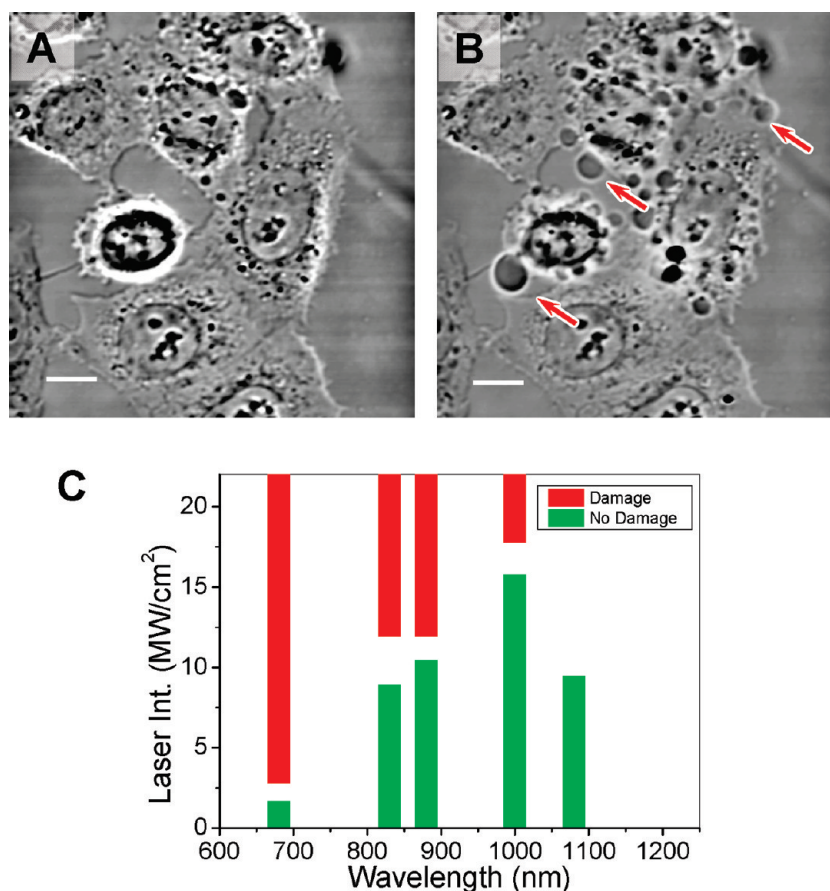 A
B
C
Laser Int. (MW/cm²)
20
15
10
5
0
Damage
No Damage
600 700 800 900 1000 1100 1200
Wavelength (nm)